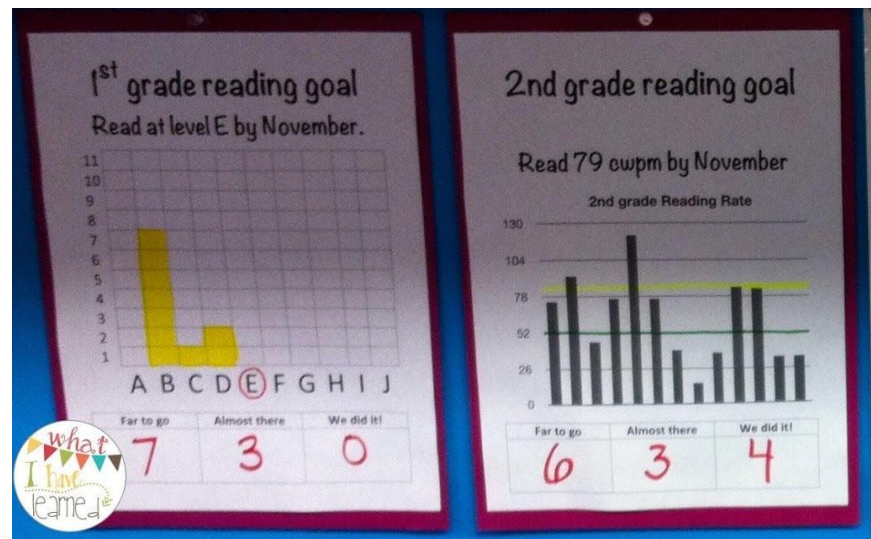 1st grade reading goal
Read at level E by November.
11
10
9
8
7
6
5
4
3
2
1
A B C D E F G H I J
Far to go Almost there We did it!
7 3 0
2nd grade reading goal
Read 79 cwpm by November
2nd grade Reading Rate
130
104
78
52
26
0
Far to go Almost there We did it!
6 3 4
what
I have
learned